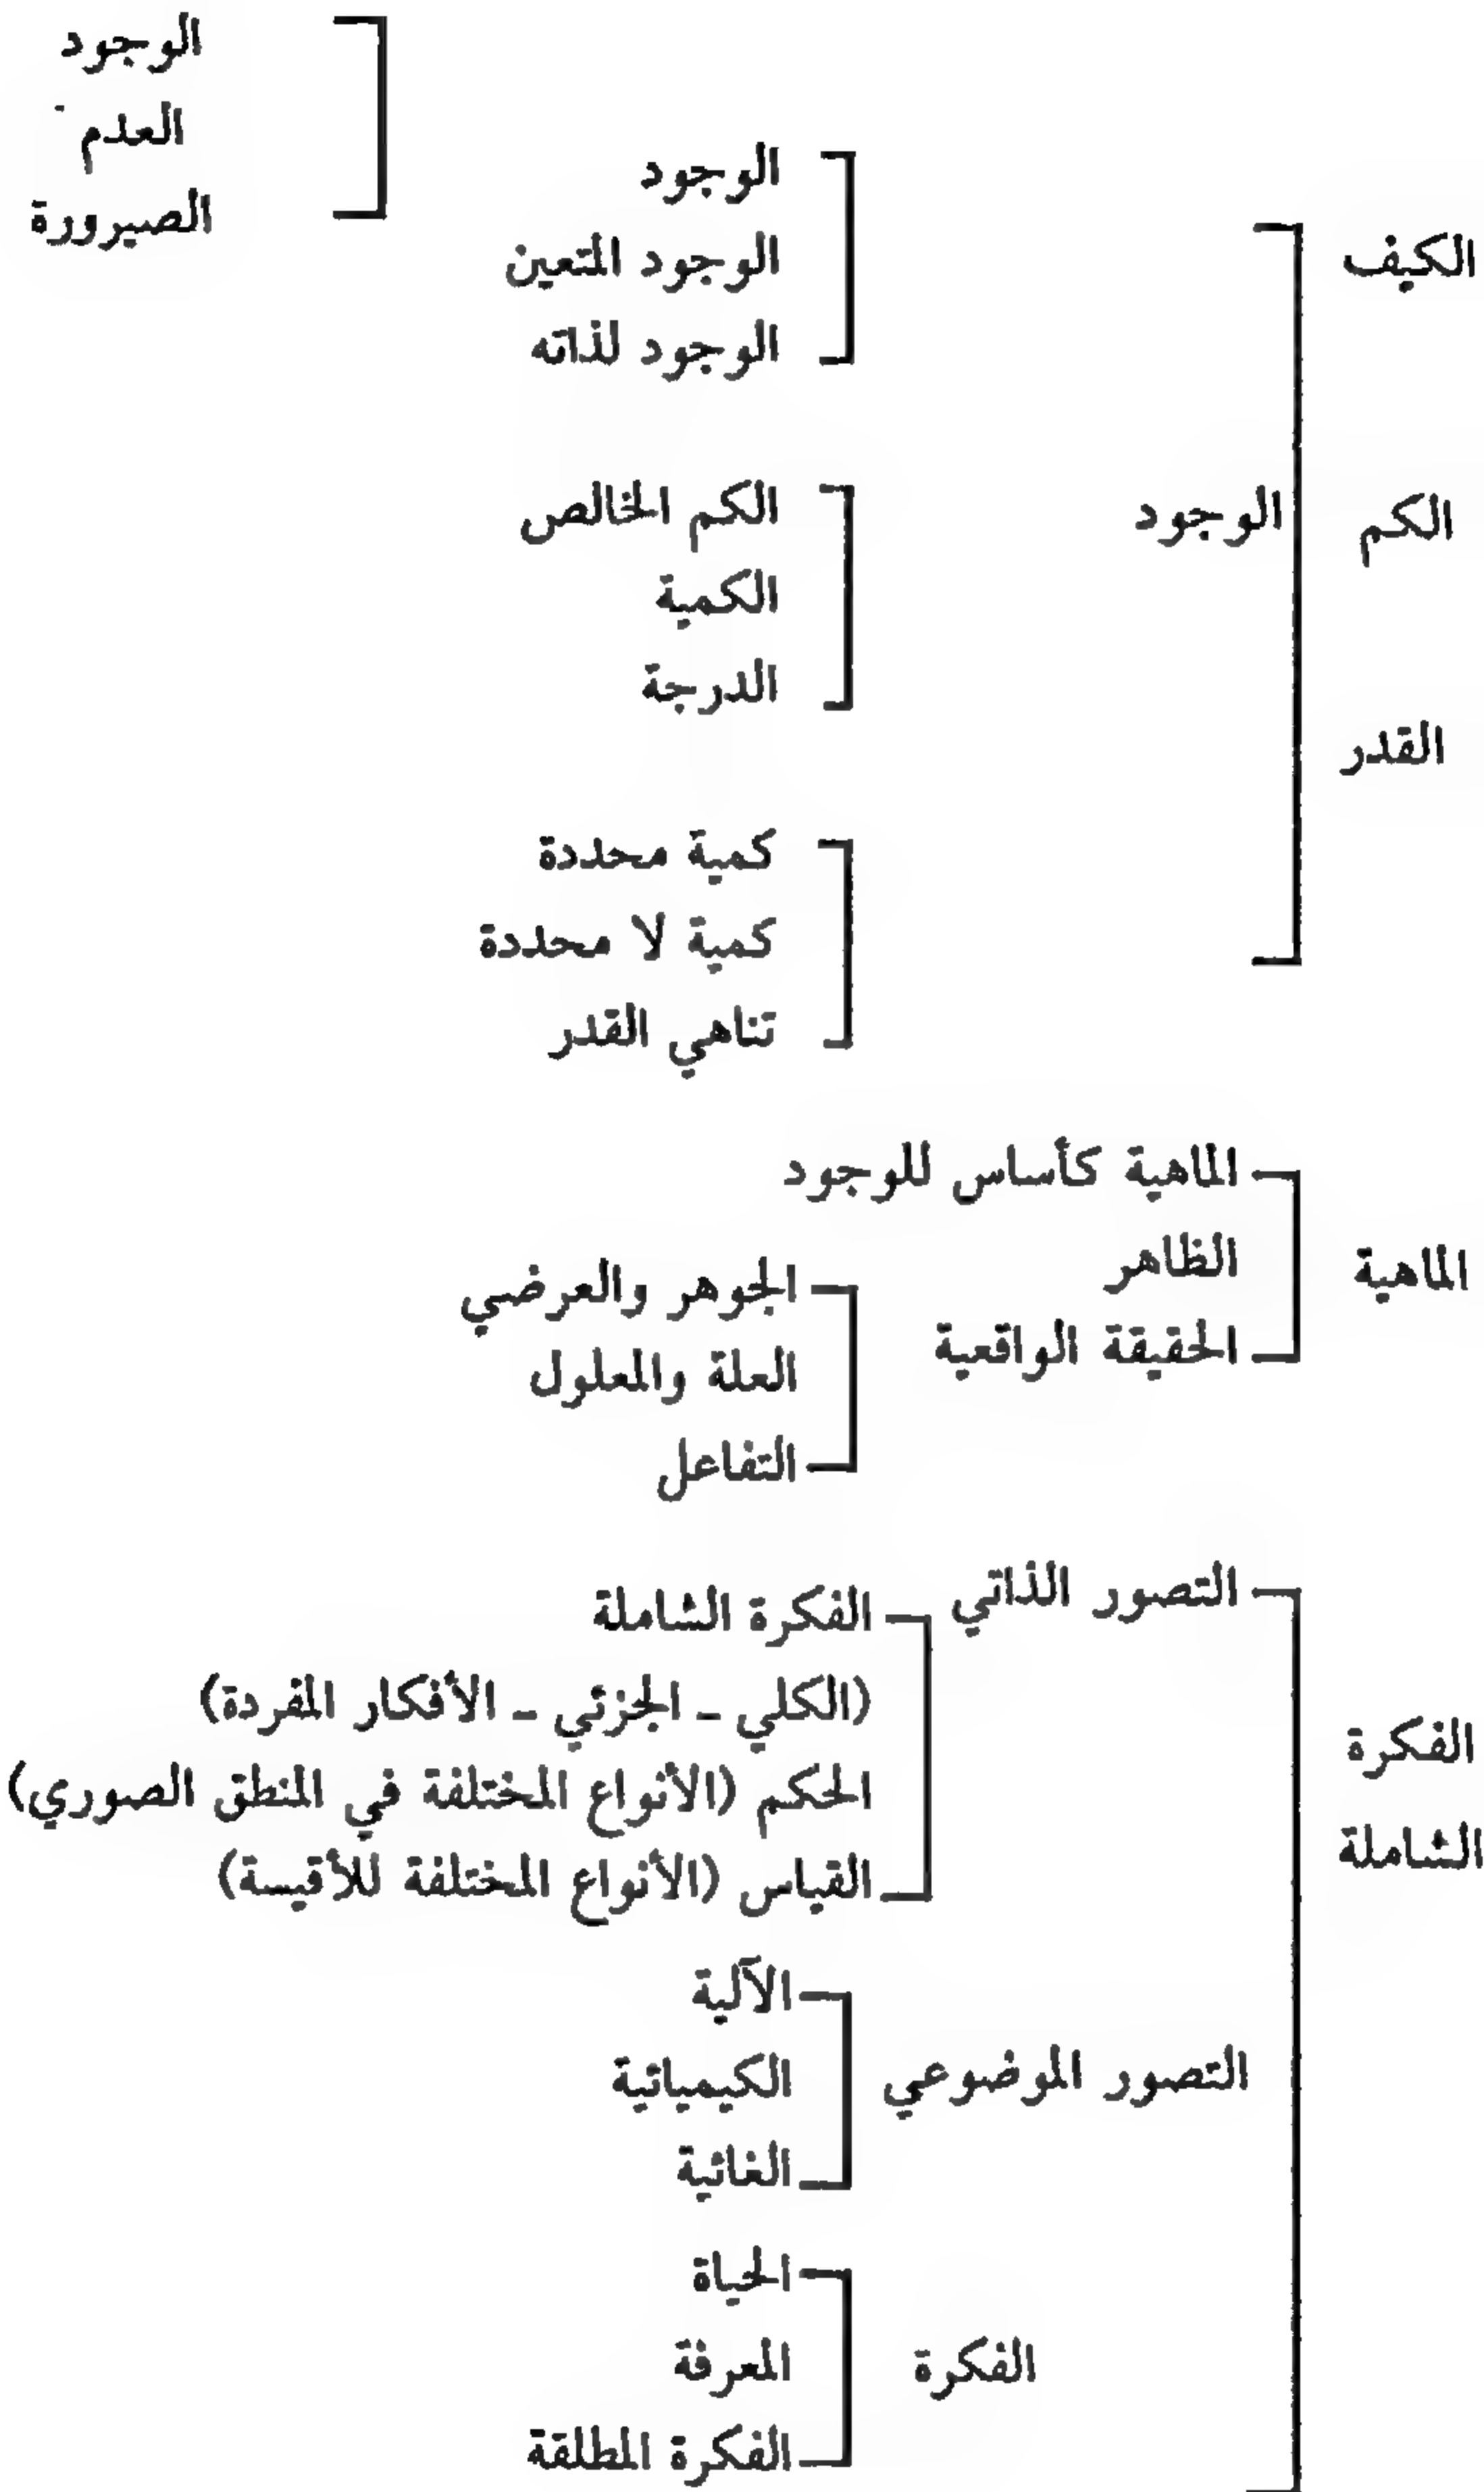 الوجود
العدم
الصيرورة
الوجود
الوجود المتعين
الوجود لذاته
الكيف
الكم الخالص
الكمية
الدرجة
الوجود
الكم
القدر
كمية محددة
كمية لا محددة
تناهي القدر
الماهية كأساس للوجود
الظاهر
الحقيقة الواقعية
الماهية
الجوهر والعرضي
العلة والمعلول
التفاعل
التصور الذاتي
الفكرة الشاملة
(الكلي - الجزئي - الأفكار المفردة)
الحكم (الأنواع المختلفة في المنطق الصوري)
القياس (الأنواع المختلفة للأقيسة)
الفكرة
الشاملة
الآلية
الكيميائية
الغائية
التصور الموضوعي
الحياة
المعرفة
الفكرة المطلقة
الفكرة